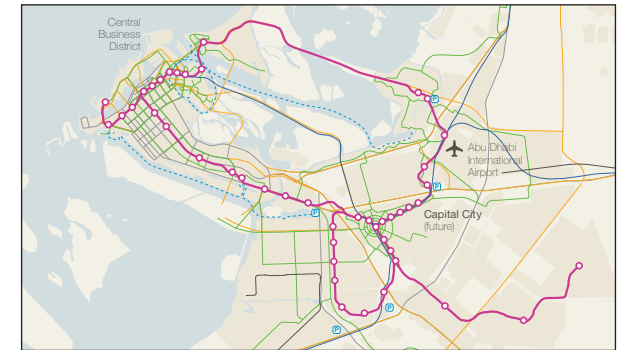 Central
Business
District
P
Abu Dhabi
International
Airport
P
Capital City
(future)
P
P
P